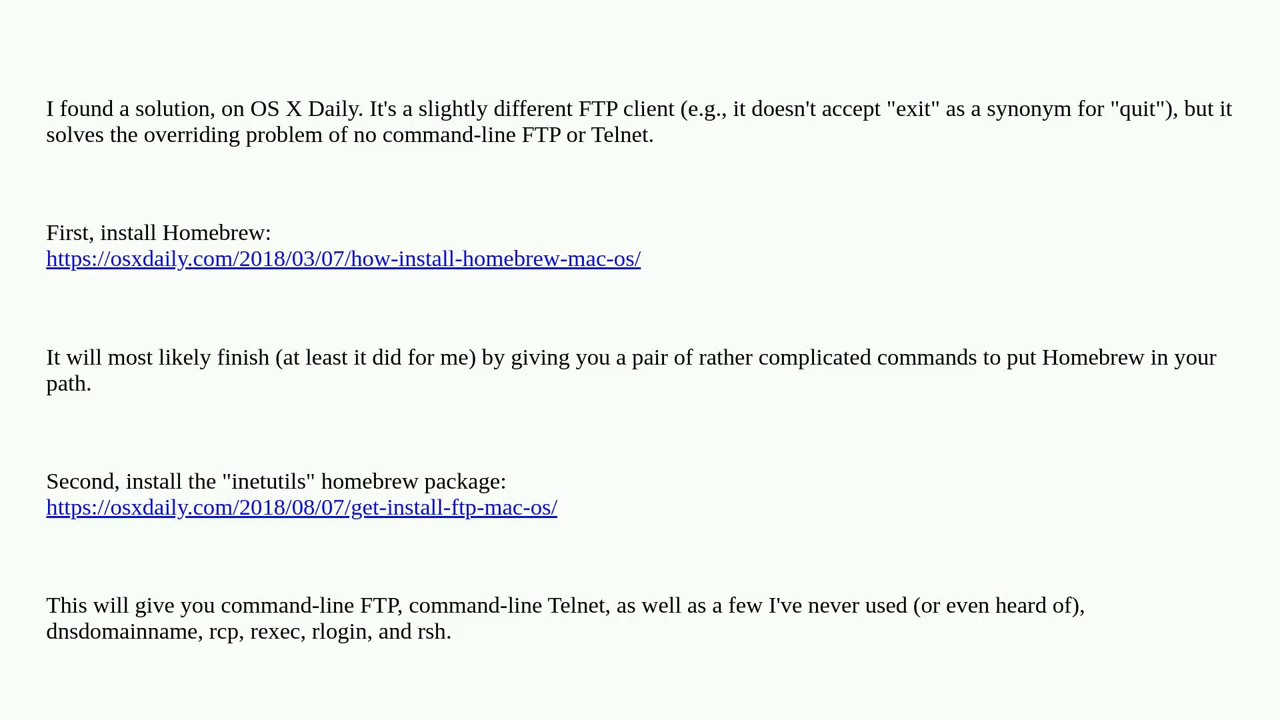 I found a solution, on OS X Daily. It's a slightly different FTP client (e.g., it doesn't accept "exit" as a synonym for "quit"), but it
solves the overriding problem of no command-line FTP or Telnet.
First, install Homebrew:
https://osxdaily.com/2018/03/07/how-install-homebrew-mac-os/
It will most likely finish (at least it did for me) by giving you a pair of rather complicated commands to put Homebrew in your
path.
Second, install the "inetutils" homebrew package:
https://osxdaily.com/2018/08/07/get-install-ftp-mac-os/
This will give you command-line FTP, command-line Telnet, as well as a few I've never used (or even heard of),
dnsdomainname, rcp, rexec, rlogin, and rsh.